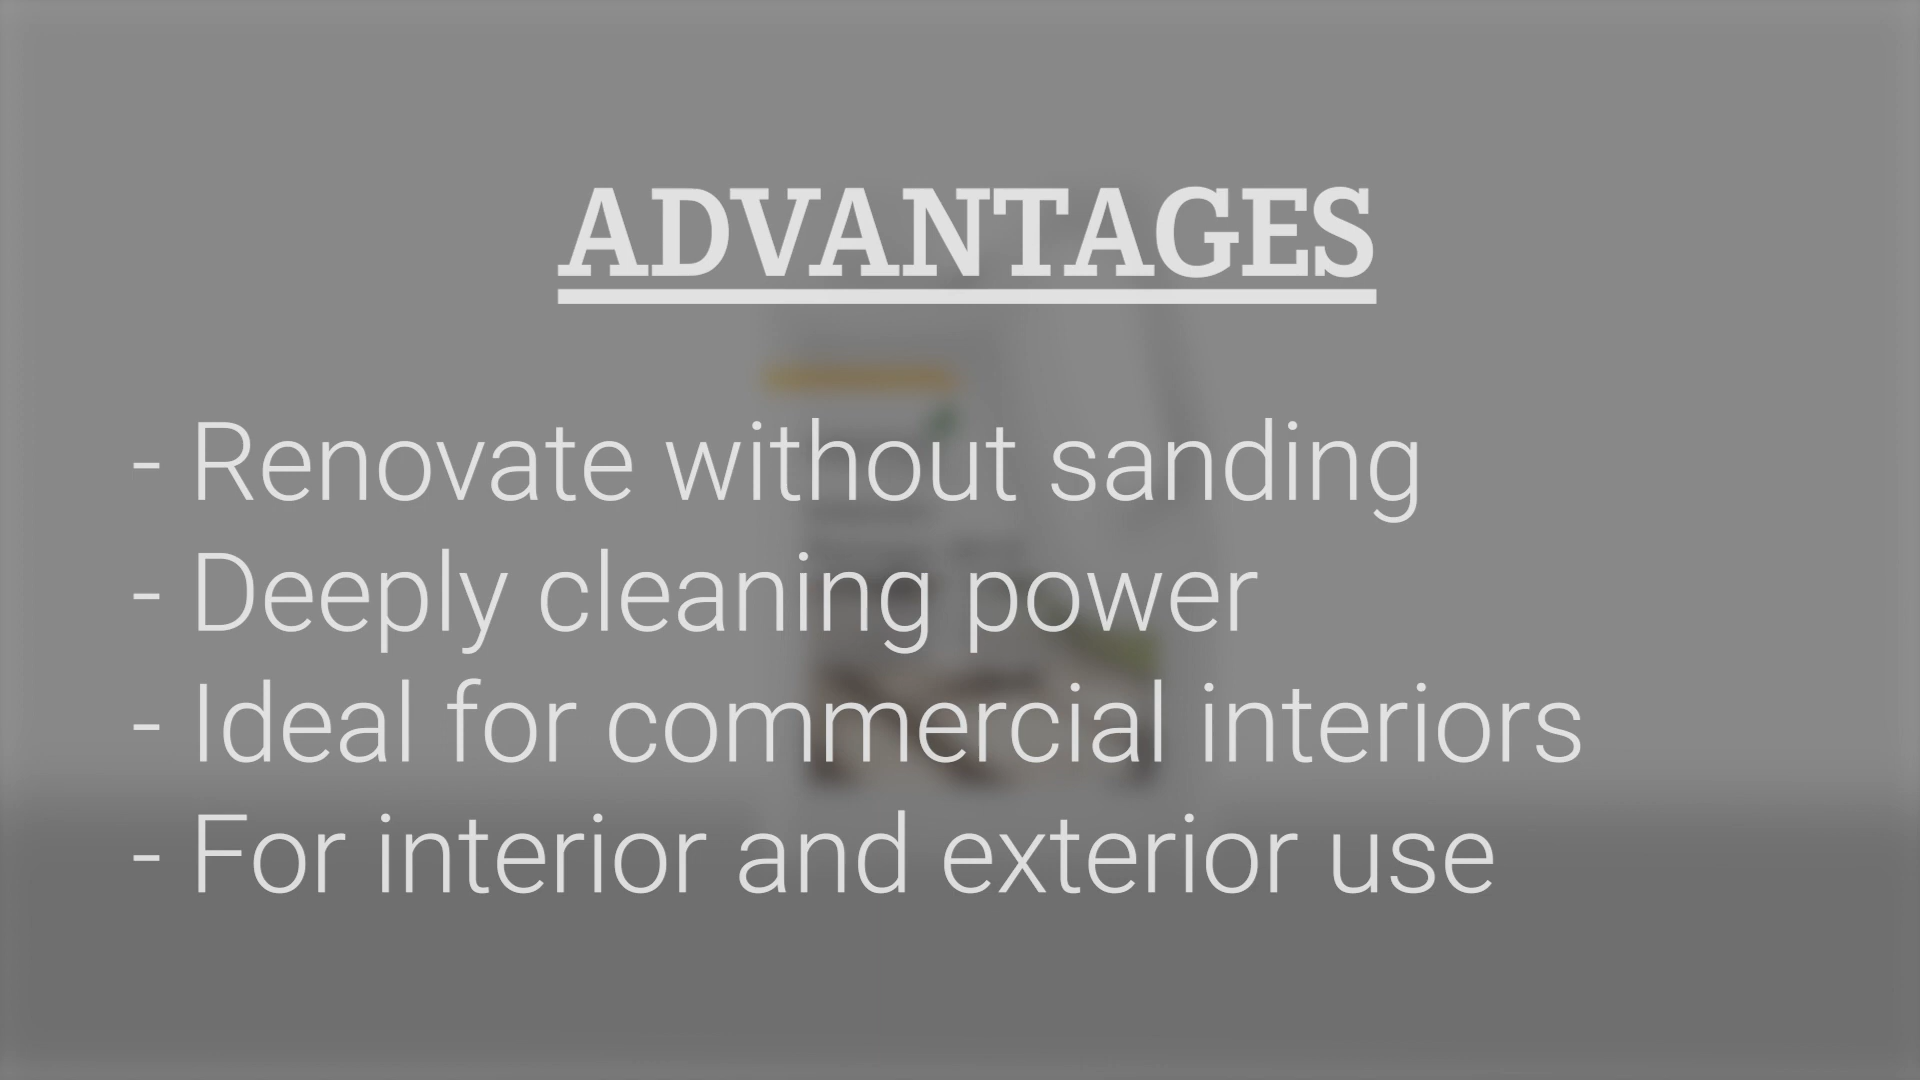 ADVANTAGES
- Renovate without sanding
- Deeply cleaning power
- Ideal for commercial interiors
- For interior and exterior use